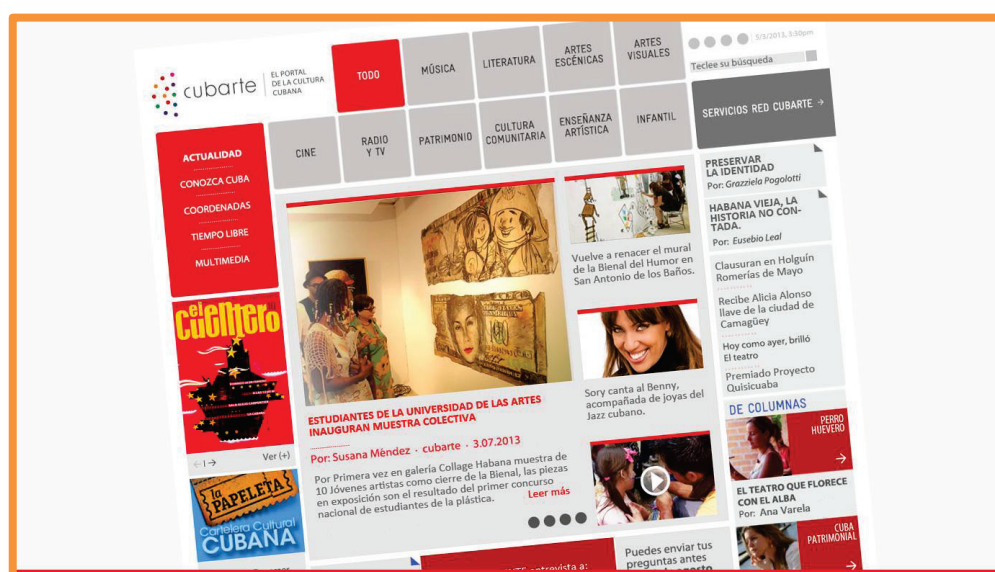 cubarte
EL PORTAL
DE LA CULTURA
CUBANA
TODO
MÚSICA
LITERATURA
ARTES
ESCÉNICAS
ARTES
VISUALES
5/3/2013, 3:30pm
Teclee su búsqueda
CINE
RADIO
Y TV
PATRIMONIO
CULTURA
COMUNITARIA
ENSEÑANZA
ARTÍSTICA
INFANTIL
SERVICIOS RED CUBARTE →
ACTUALIDAD
CONOZCA CUBA
COORDENADAS
TIEMPO LIBRE
MULTIMEDIA
el
Cuentero
← I →
Ver (+)
la
PAPELETA
Cartelera Cultural
CUBANA
ESTUDIANTES DE LA UNIVERSIDAD DE LAS ARTES
INAUGURAN MUESTRA COLECTIVA
Por: Susana Mèndez · cubarte · 3.07.2013
Por Primera vez en galería Collage Habana muestra de
10 Jóvenes artistas como cierre de la Bienal, las piezas
en exposición son el resultado del primer concurso
nacional de estudiantes de la plástica.
Leer más
Vuelve a renacer el mural
de la Bienal del Humor en
San Antonio de los Baños.
Sory canta al Benny,
acompañada de joyas del
Jazz cubano.
Puedes enviar tus
preguntas antes
entrevista a:
PRESERVAR
LA IDENTIDAD
Por: Grazziela Pogolotti
HABANA VIEJA, LA
HISTORIA NO CON-
TADA.
Por: Eusebio Leal
Clausuran en Holguín
Romerías de Mayo
Recibe Alicia Alonso
llave de la ciudad de
Camagüey
Hoy como ayer, brilló
El teatro
Premiado Proyecto
Quisicuaba
DE COLUMNAS
PERRO
HUEVERO
→
EL TEATRO QUE FLORECE
CON EL ALBA
Por: Ana Varela
CUBA
PATRIMONIAL
→